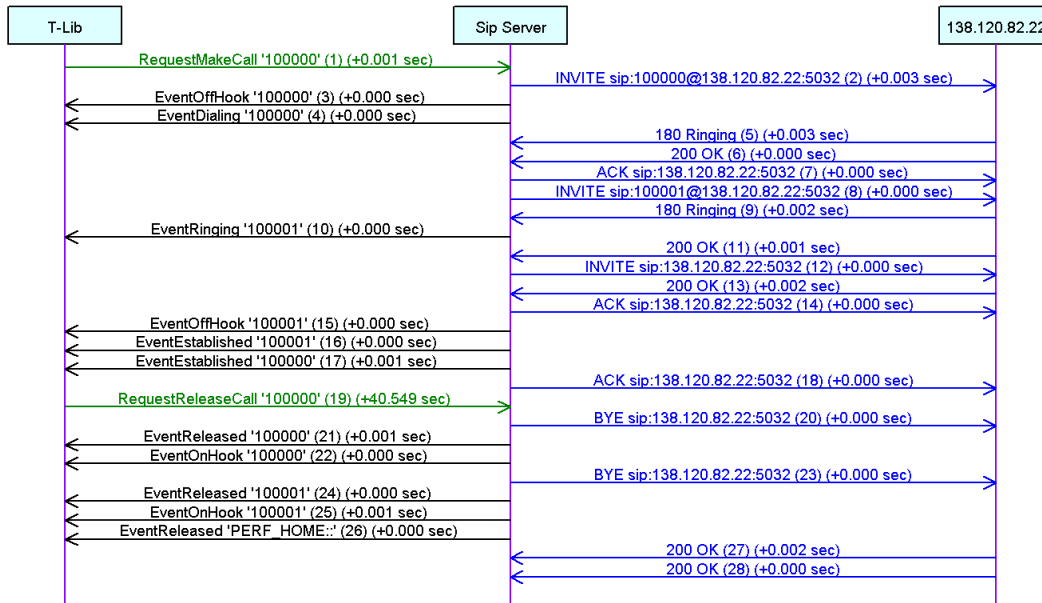 T-Lib
Sip Server
138.120.82.22
RequestMakeCall '100000' (1) (+0.001 sec)
INVITE sip:100000@138.120.82.22:5032 (2) (+0.003 sec)
EventOffHook '100000' (3) (+0.000 sec)
EventDialing '100000' (4) (+0.000 sec)
180 Ringing (5) (+0.003 sec)
200 OK (6) (+0.000 sec)
ACK sip:138.120.82.22:5032 (7) (+0.000 sec)
INVITE sip:100001@138.120.82.22:5032 (8) (+0.000 sec)
180 Ringing (9) (+0.002 sec)
EventRinging '100001' (10) (+0.000 sec)
200 OK (11) (+0.001 sec)
INVITE sip:138.120.82.22:5032 (12) (+0.000 sec)
200 OK (13) (+0.002 sec)
ACK sip:138.120.82.22:5032 (14) (+0.000 sec)
EventOffHook '100001' (15) (+0.000 sec)
EventEstablished '100001' (16) (+0.000 sec)
EventEstablished '100000' (17) (+0.001 sec)
ACK sip:138.120.82.22:5032 (18) (+0.000 sec)
RequestReleaseCall '100000' (19) (+40.549 sec)
BYE sip:138.120.82.22:5032 (20) (+0.000 sec)
EventReleased '100000' (21) (+0.001 sec)
EventOnHook '100000' (22) (+0.000 sec)
BYE sip:138.120.82.22:5032 (23) (+0.000 sec)
EventReleased '100001' (24) (+0.000 sec)
EventOnHook '100001' (25) (+0.001 sec)
EventReleased 'PERF_HOME::' (26) (+0.000 sec)
200 OK (27) (+0.002 sec)
200 OK (28) (+0.000 sec)